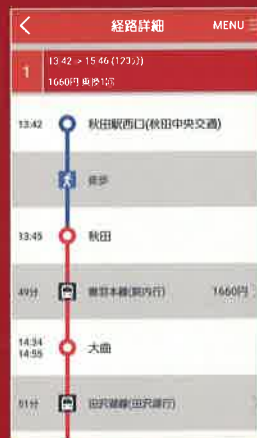 経路詳細
MENU
1
13:42 -> 15:46 (123分)
1660円 乗換1回
13:42
秋田駅西口(秋田中央交通)
徒歩
13:45
秋田
49分
奥羽本線(院内行)
1660円
14:34
14:55
大曲
51分
田沢湖線(田沢湖行)